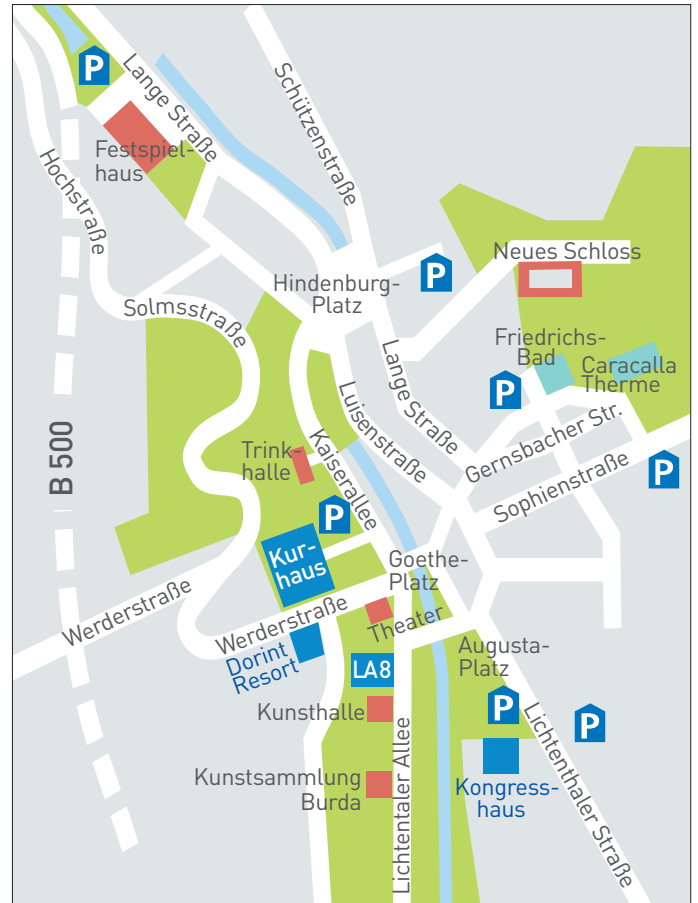 P
Lange Straße
Schützenstraße
Festspiel-
haus
Hochstraße
Neues Schloss
P
Hindenburg-
Platz
Solmsstraße
Friedrichs-
Bad
Caracalla
Therme
Lange Straße
P
Luisenstraße
Gernsbacher Str.
B 500
Trink-
halle
Kaiserallee
Sophienstraße
P
P
Kur-
haus
Goethe-
Platz
Werderstraße
Werderstraße
Theater
Dorint
Resort
Augusta-
Platz
LA8
Kunsthalle
P
P
Lichtenthaler Straße
Lichtentaler Allee
Kunstsammlung
Burda
Kongress-
haus